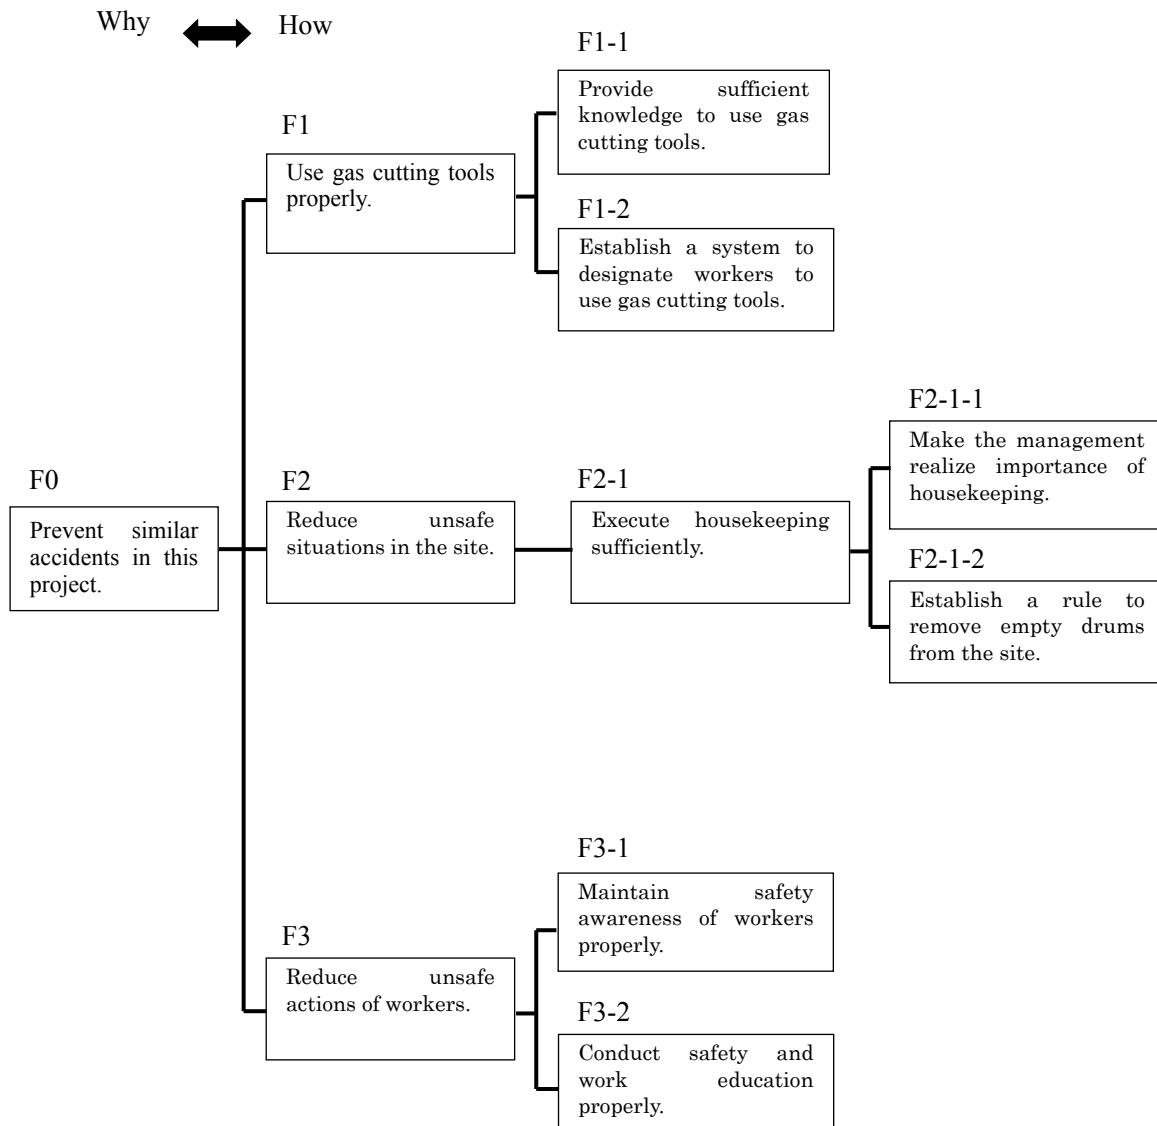 Why How
F1-1
Provide sufficient
knowledge to use gas
cutting tools.
F1
Use gas cutting tools
properly.
F1-2
Establish a system to
designate workers to
use gas cutting tools.
F2-1-1
Make the management
realize importance of
housekeeping.
F0
Prevent similar
accidents in this
project.
F2
Reduce unsafe
situations in the site.
F2-1
Execute housekeeping
sufficiently.
F2-1-2
Establish a rule to
remove empty drums
from the site.
F3-1
Maintain safety
awareness of workers
properly.
F3
Reduce unsafe
actions of workers.
F3-2
Conduct safety and
work education
properly.